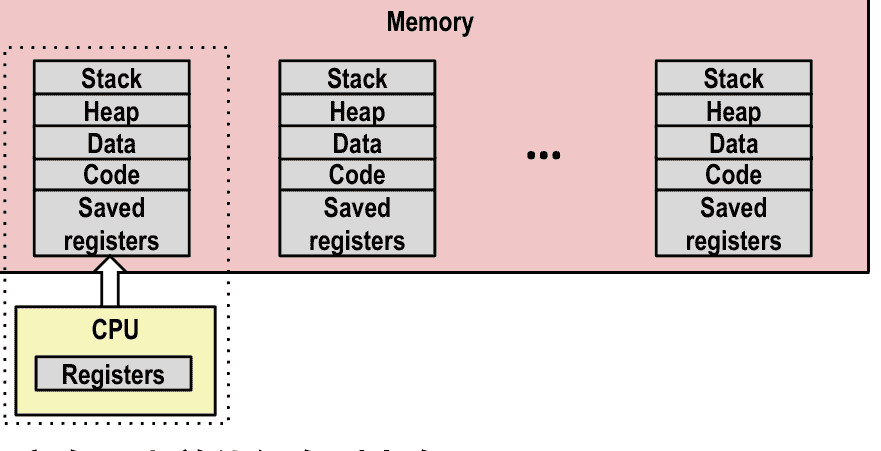 Memory
Stack
Heap
Data
Code
Saved
registers
Stack
Heap
Data
Code
Saved
registers
...
Stack
Heap
Data
Code
Saved
registers
CPU
Registers